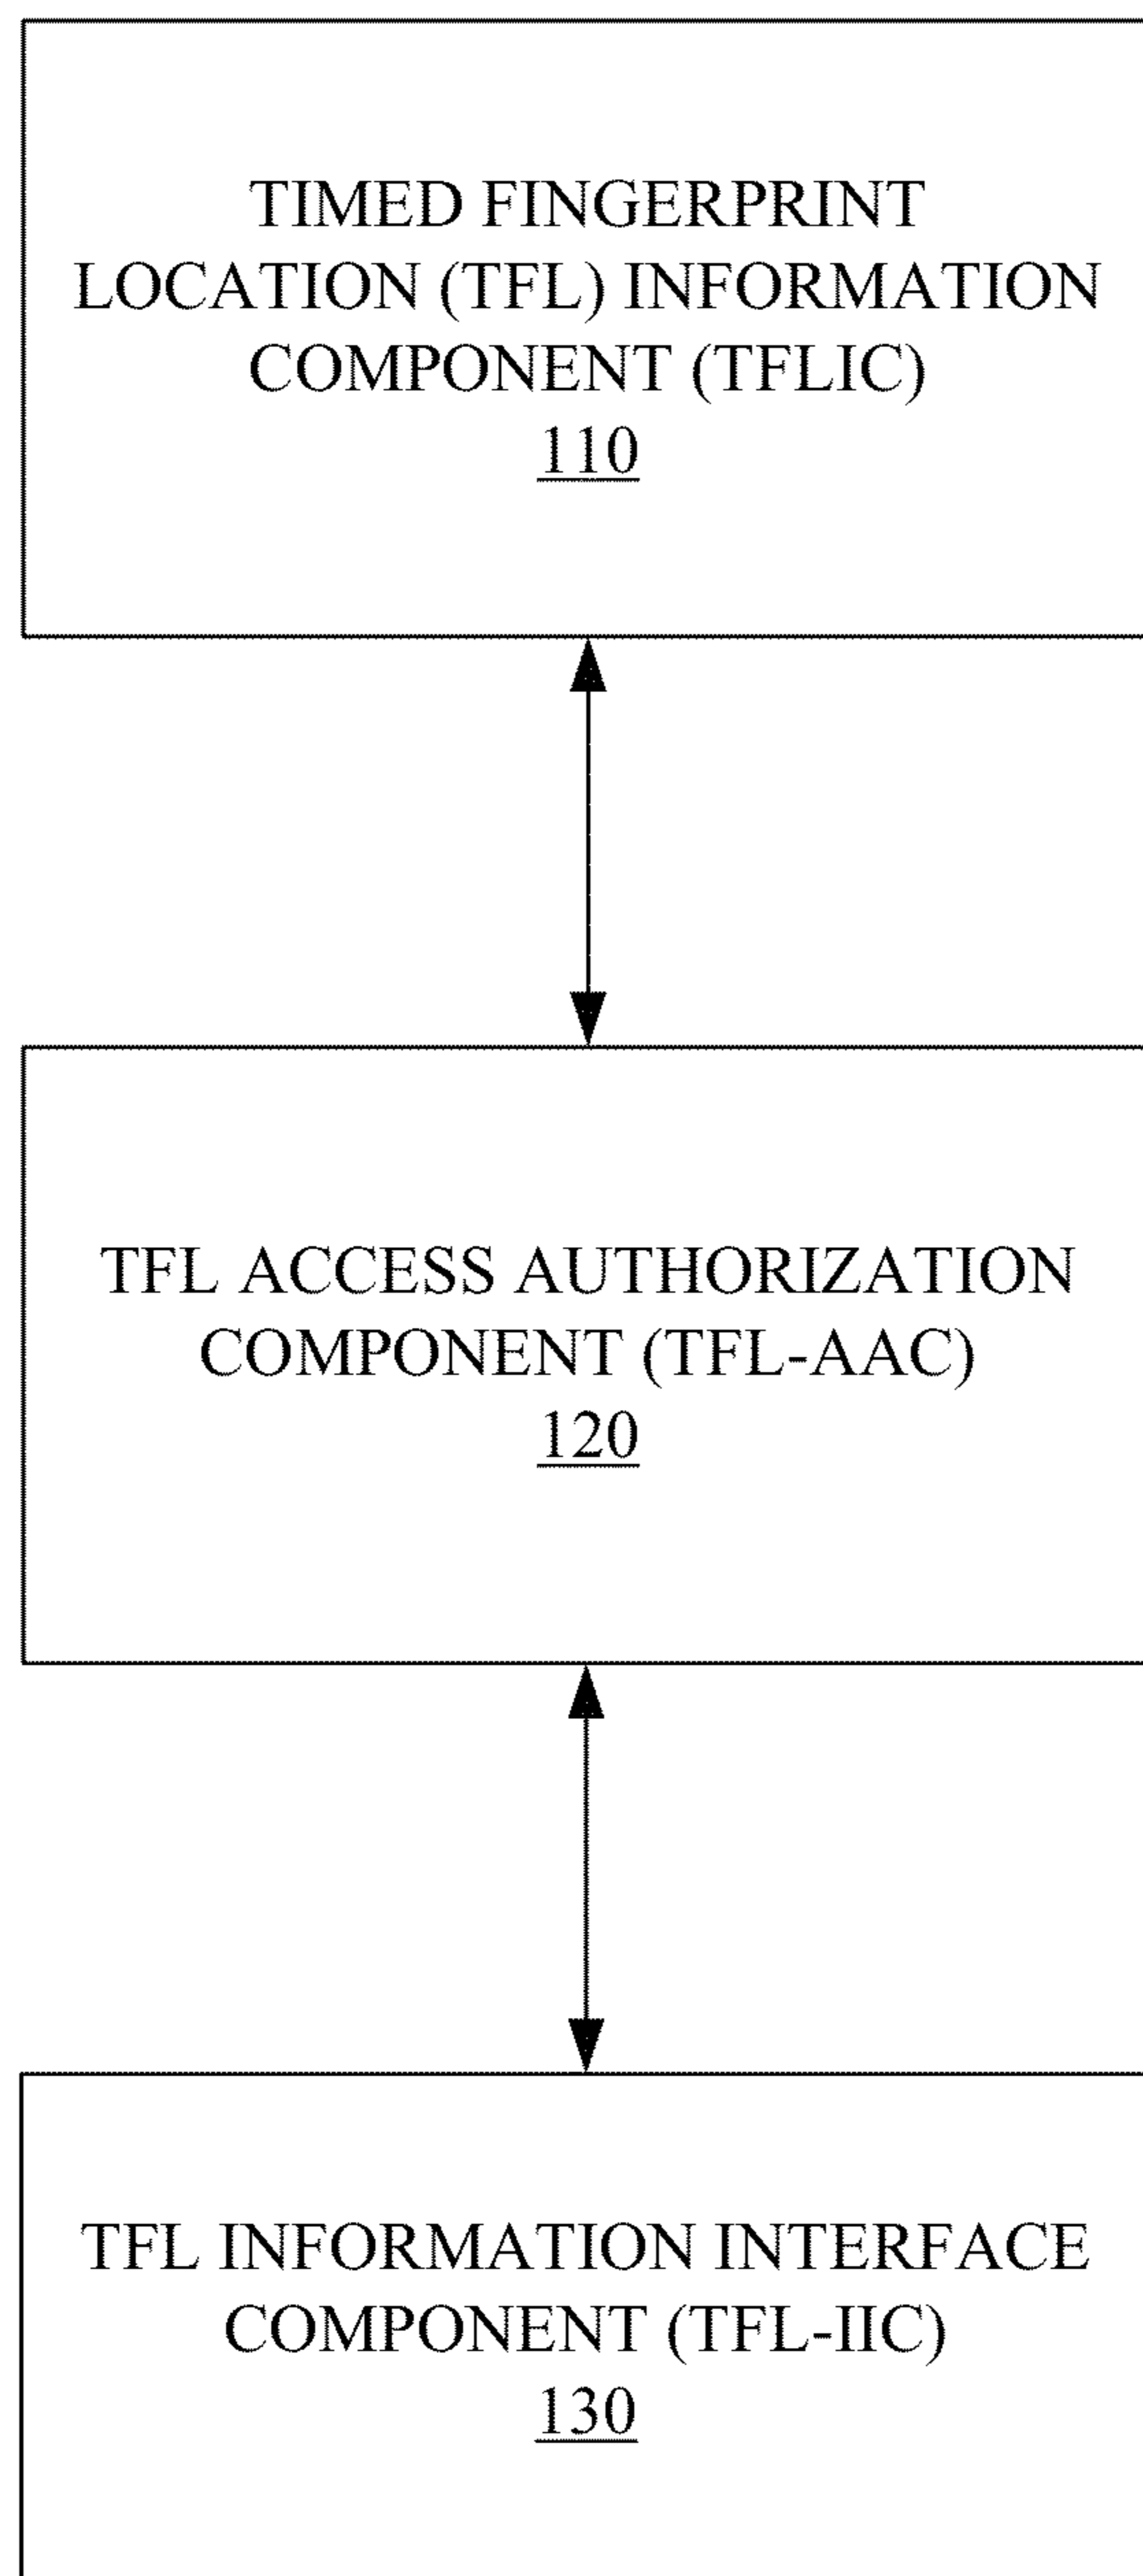 TIMED FINGERPRINT
LOCATION (TFL) INFORMATION
COMPONENT (TFLIC)
110
TFL ACCESS AUTHORIZATION
COMPONENT (TFL-AAC)
120
TFL INFORMATION INTERFACE
COMPONENT (TFL-IIC)
130